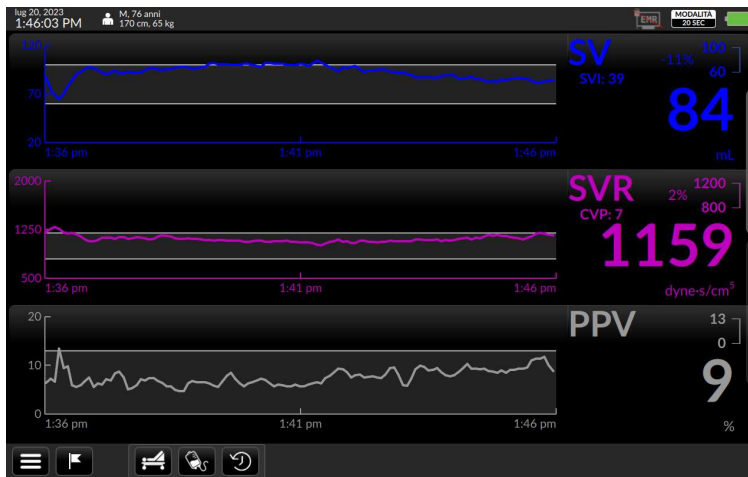 lug 20, 2023
1:46:03 PM
M, 76 anni
170 cm, 65 kg
EMR
MODALITÀ
20 SEC
120
70
20
1:36 pm
1:41 pm
1:46 pm
SV
SVI: 39
-11%
100
60
84
mL
2000
1250
500
1:36 pm
1:41 pm
1:46 pm
SVR
CVP: 7
2%
1200
800
1159
dyne-s/cm⁵
20
10
0
1:36 pm
1:41 pm
1:46 pm
PPV
13
0
9
%